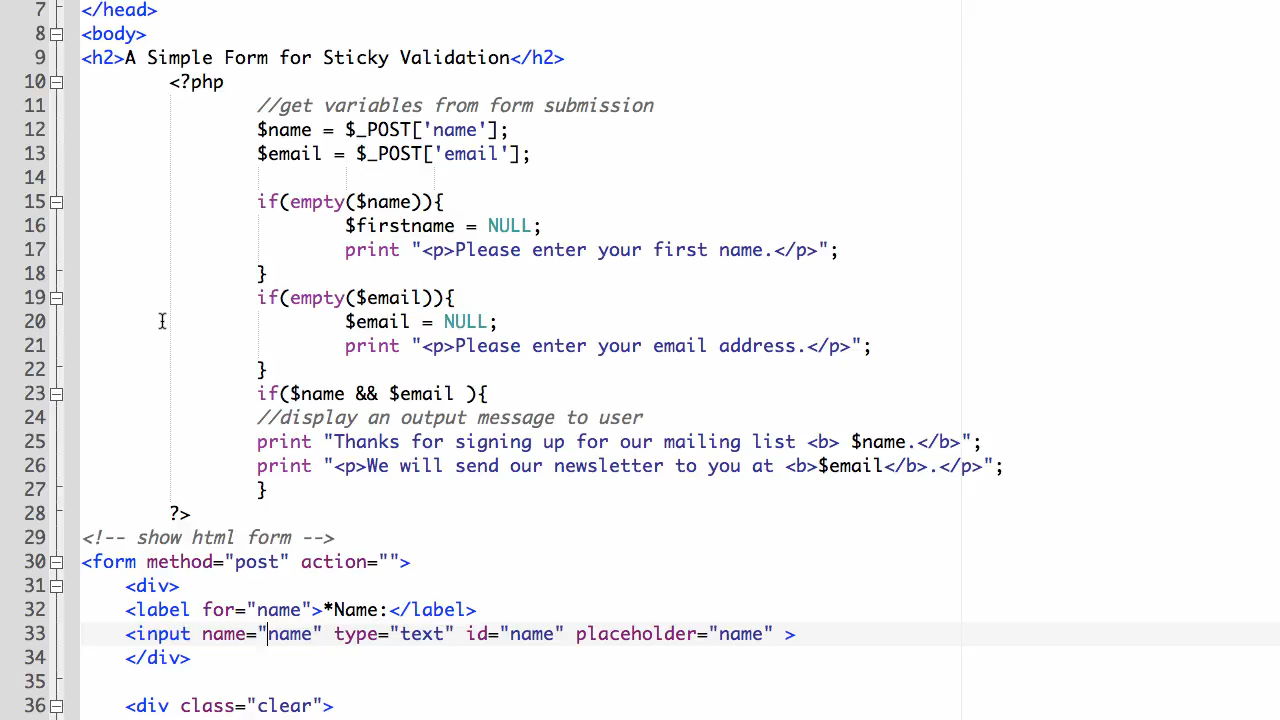 7 </head>
8 <body>
9 <h2>A Simple Form for Sticky Validation</h2>
10 <?php
11 //get variables from form submission
12 $name = $_POST['name'];
13 $email = $_POST['email'];
14
15 if(empty($name)){
16 $firstname = NULL;
17 print "<p>Please enter your first name.</p>";
18 }
19 if(empty($email)){
20 $email = NULL;
21 print "<p>Please enter your email address.</p>";
22 }
23 if($name && $email ){
24 //display an output message to user
25 print "Thanks for signing up for our mailing list <b> $name.</b>";
26 print "<p>We will send our newsletter to you at <b>$email</b>.</p>";
27 }
28 ?>
29 <!-- show html form -->
30 <form method="post" action="">
31 <div>
32 <label for="name">*Name:</label>
33 <input name="name" type="text" id="name" placeholder="name" >
34 </div>
35
36 <div class="clear">